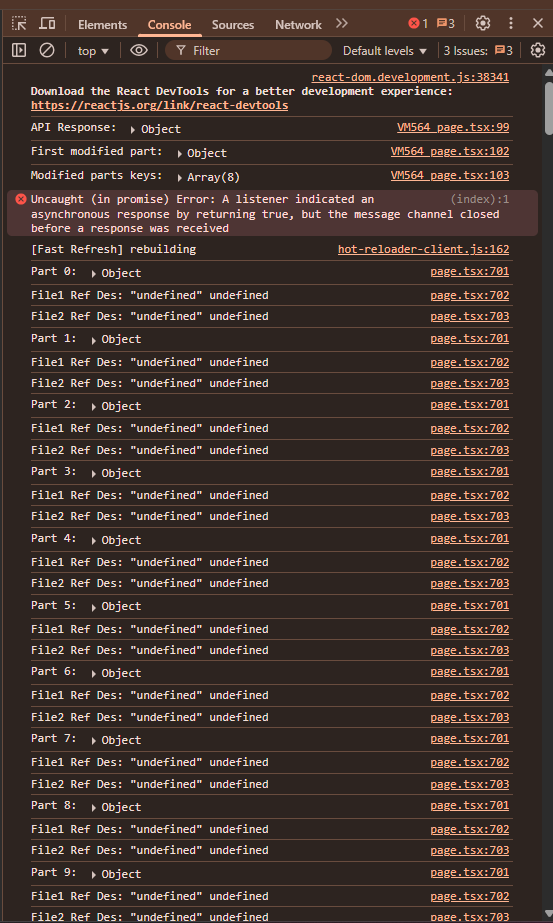 Elements Console Sources Network 1 3
top Filter Default levels 3 Issues: 3
react-dom.development.js:38341
Download the React DevTools for a better development experience:
https://reactjs.org/link/react-devtools
API Response: Object VM564 page.tsx:99
First modified part: Object VM564 page.tsx:102
Modified parts keys: Array(8) VM564 page.tsx:103
Uncaught (in promise) Error: A listener indicated an (index):1
asynchronous response by returning true, but the message channel closed
before a response was received
[Fast Refresh] rebuilding hot-reloader-client.js:162
Part 0: Object page.tsx:701
File1 Ref Des: "undefined" undefined page.tsx:702
File2 Ref Des: "undefined" undefined page.tsx:703
Part 1: Object page.tsx:701
File1 Ref Des: "undefined" undefined page.tsx:702
File2 Ref Des: "undefined" undefined page.tsx:703
Part 2: Object page.tsx:701
File1 Ref Des: "undefined" undefined page.tsx:702
File2 Ref Des: "undefined" undefined page.tsx:703
Part 3: Object page.tsx:701
File1 Ref Des: "undefined" undefined page.tsx:702
File2 Ref Des: "undefined" undefined page.tsx:703
Part 4: Object page.tsx:701
File1 Ref Des: "undefined" undefined page.tsx:702
File2 Ref Des: "undefined" undefined page.tsx:703
Part 5: Object page.tsx:701
File1 Ref Des: "undefined" undefined page.tsx:702
File2 Ref Des: "undefined" undefined page.tsx:703
Part 6: Object page.tsx:701
File1 Ref Des: "undefined" undefined page.tsx:702
File2 Ref Des: "undefined" undefined page.tsx:703
Part 7: Object page.tsx:701
File1 Ref Des: "undefined" undefined page.tsx:702
File2 Ref Des: "undefined" undefined page.tsx:703
Part 8: Object page.tsx:701
File1 Ref Des: "undefined" undefined page.tsx:702
File2 Ref Des: "undefined" undefined page.tsx:703
Part 9: Object page.tsx:701
File1 Ref Des: "undefined" undefined page.tsx:702
File2 Ref Des: "undefined" undefined page.tsx:703